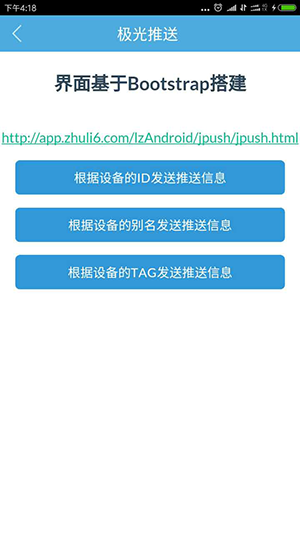 下午4:18
极光推送
界面基于Bootstrap搭建
http://app.zhuli6.com/lzAndroid/jpush/jpush.html
根据设备的ID发送推送信息
根据设备的别名发送推送信息
根据设备的TAG发送推送信息